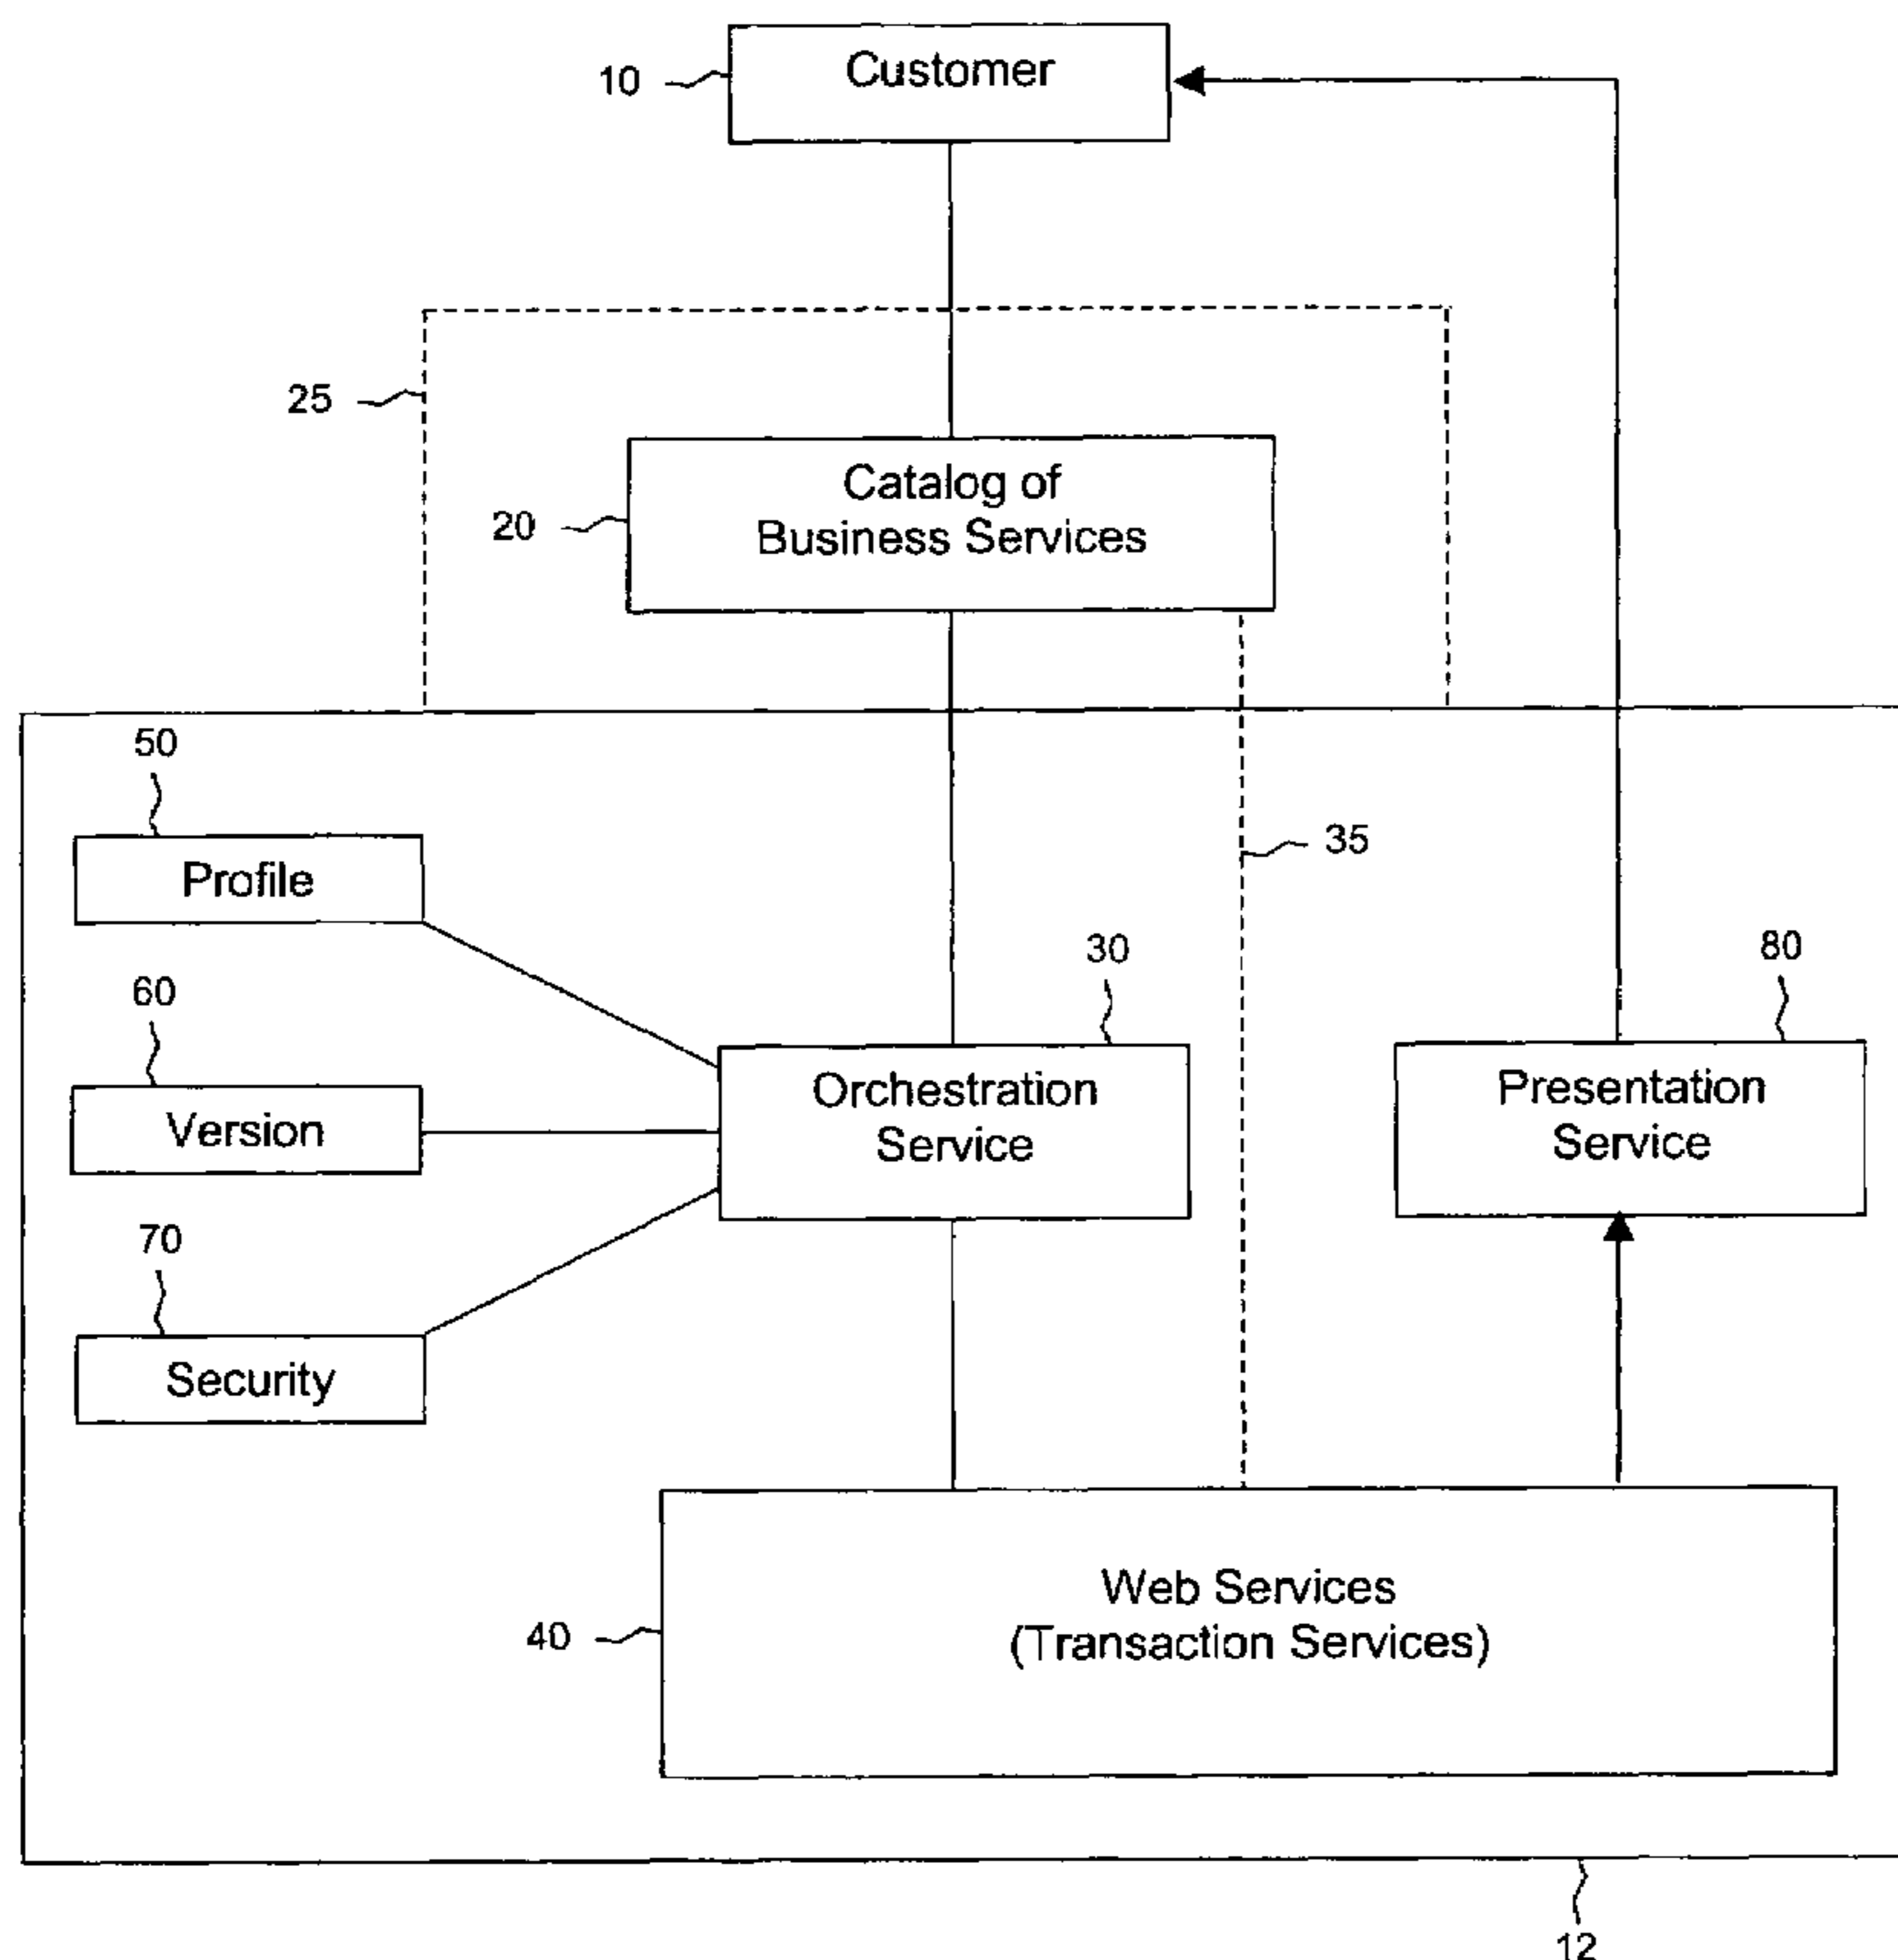 10
Customer
25
20
Catalog of
Business Services
50
Profile
35
30
80
60
Version
Orchestration
Service
Presentation
Service
70
Security
40
Web Services
(Transaction Services)
12